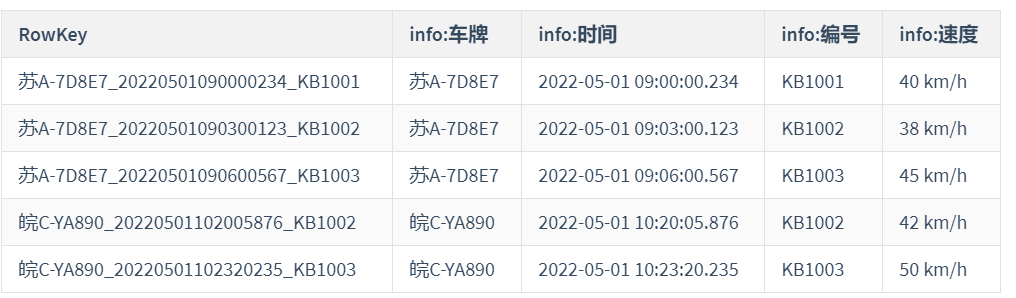 RowKey info:车牌 info:时间 info:编号 info:速度
苏A-7D8E7_20220501090000234_KB1001 苏A-7D8E7 2022-05-01 09:00:00.234 KB1001 40 km/h
苏A-7D8E7_20220501090300123_KB1002 苏A-7D8E7 2022-05-01 09:03:00.123 KB1002 38 km/h
苏A-7D8E7_20220501090600567_KB1003 苏A-7D8E7 2022-05-01 09:06:00.567 KB1003 45 km/h
皖C-YA890_20220501102005876_KB1002 皖C-YA890 2022-05-01 10:20:05.876 KB1002 42 km/h
皖C-YA890_20220501102320235_KB1003 皖C-YA890 2022-05-01 10:23:20.235 KB1003 50 km/h